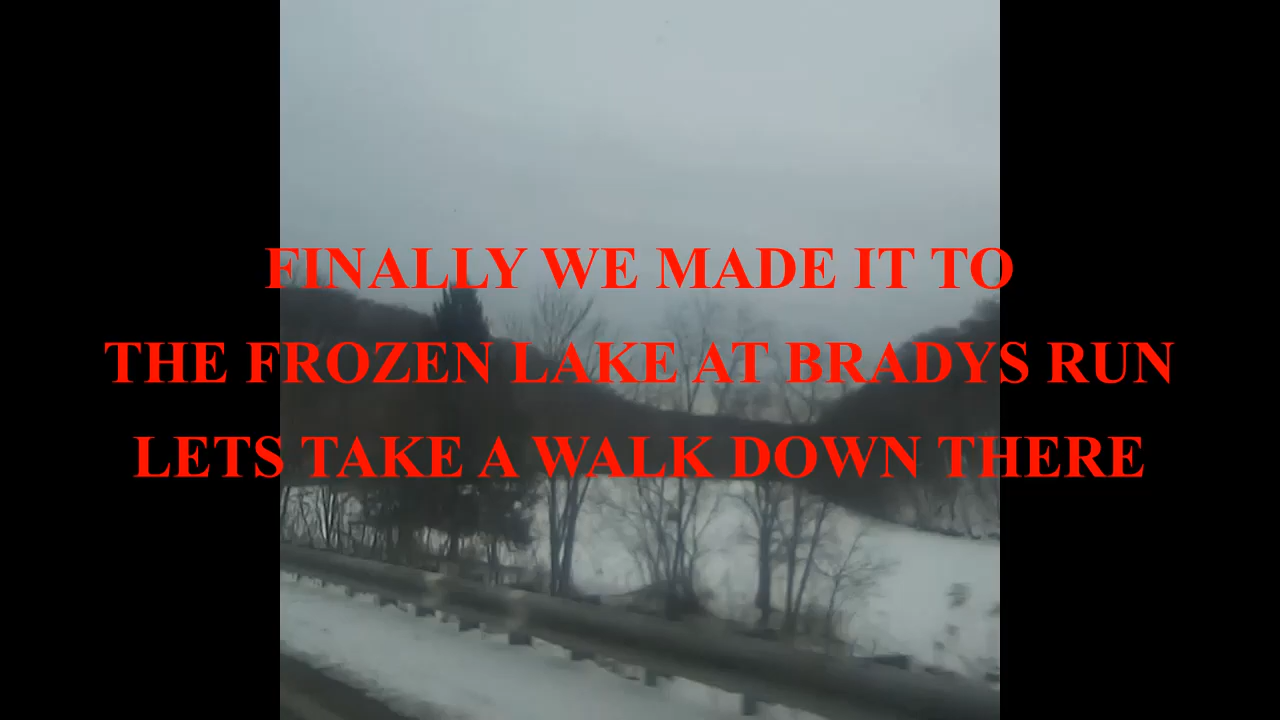 FINALLY WE MADE IT TO
THE FROZEN LAKE AT BRADYS RUN
LETS TAKE A WALK DOWN THERE